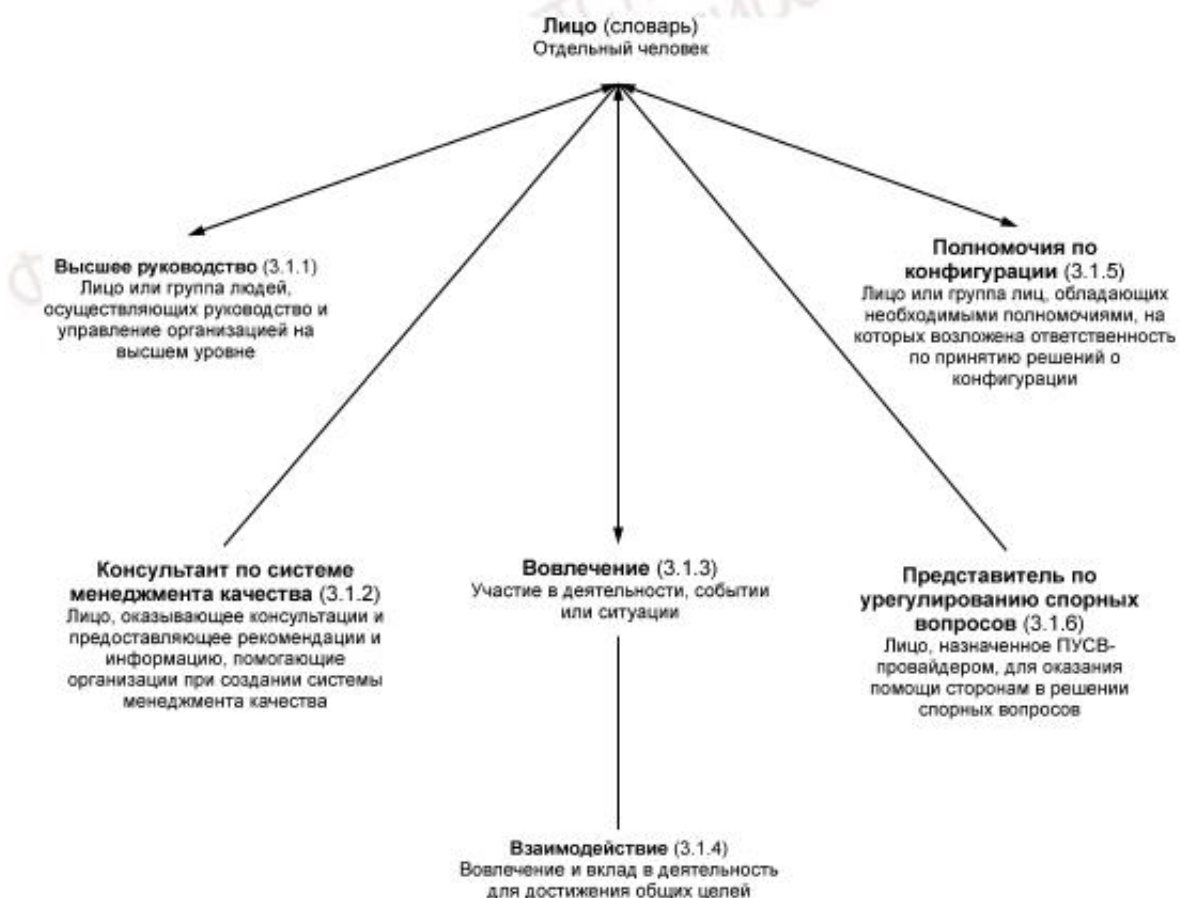 Лицо (словарь)
Отдельный человек
Высшее руководство (3.1.1)
Лицо или группа людей,
осуществляющих руководство и
управление организацией на
высшем уровне
Полномочия по
конфигурации (3.1.5)
Лицо или группа лиц, обладающих
необходимыми полномочиями, на
которых возложена ответственность
по принятию решений о
конфигурации
Консультант по системе
менеджмента качества (3.1.2)
Лицо, оказывающее консультации и
предоставляющее рекомендации и
информацию, помогающие
организации при создании системы
менеджмента качества
Вовлечение (3.1.3)
Участие в деятельности, событии
или ситуации
Представитель по
урегулированию спорных
вопросов (3.1.6)
Лицо, назначенное ПУСВ-
провайдером, для оказания
помощи сторонам в решении
спорных вопросов
Взаимодействие (3.1.4)
Вовлечение и вклад в деятельность
для достижения общих целей